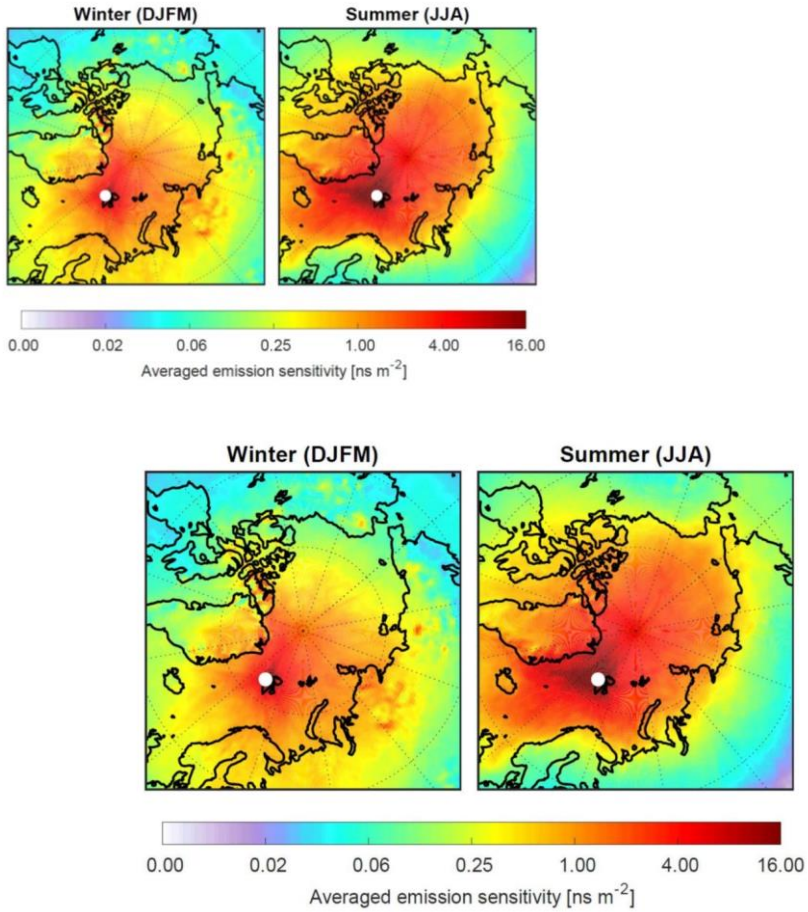 Winter (DJFM) Summer (JJA)
0.00 0.02 0.06 0.25 1.00 4.00 16.00
Averaged emission sensitivity [ns m⁻²]
Winter (DJFM) Summer (JJA)
0.00 0.02 0.06 0.25 1.00 4.00 16.00
Averaged emission sensitivity [ns m⁻²]